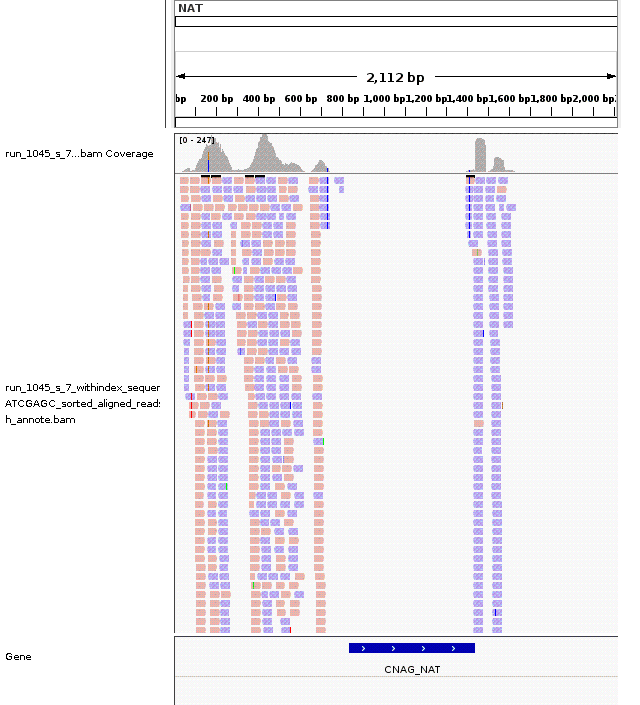 NAT
2,112 bp
bp 200 bp 400 bp 600 bp 800 bp 1,000 bp 1,200 bp 1,400 bp 1,600 bp 1,800 bp 2,000 bp
[0 - 247]
run_1045_s_7...bam Coverage
run_1045_s_7_withindex_sequer
ATCGAGC_sorted_aligned_read:
h_annote.bam
Gene
CNAG_NAT